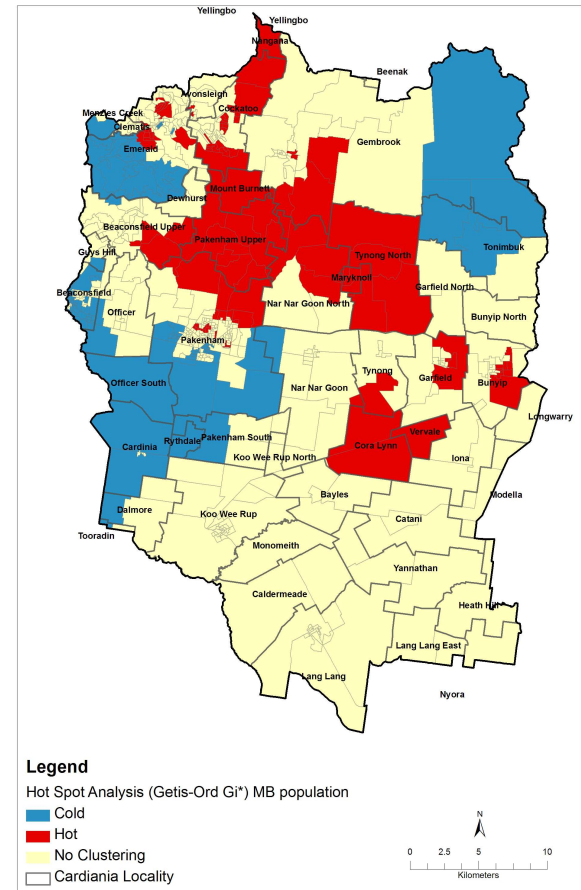 Yellingbo
Yellingbo
Nangana
Beenak
Avonsleigh
Cockatoo
Menzies Creek
Clematis
Emerald
Gembrook
Mount Burnett
Dewhurst
Beaconsfield Upper
Pakenham Upper
Guys Hill
Tynong North
Tonimbuk
Maryknoll
Garfield North
Beaconsfield
Officer
Nar Nar Goon North
Bunyip North
Pakenham
Tynong
Garfield
Bunyip
Officer South
Nar Nar Goon
Longwarry
Cardinia
Rythdale
Pakenham South
Vervale
Cora Lynn
Koo Wee Rup North
Iona
Bayles
Modella
Dalmore
Koo Wee Rup
Catani
Tooradin
Monomeith
Yannathan
Caldermeade
Heath Hill
Lang Lang East
Lang Lang
Nyora
Legend
Hot Spot Analysis (Getis-Ord Gi*) MB population
Cold
Hot
No Clustering
Cardiania Locality
N
0 2.5 5 10
Kilometers